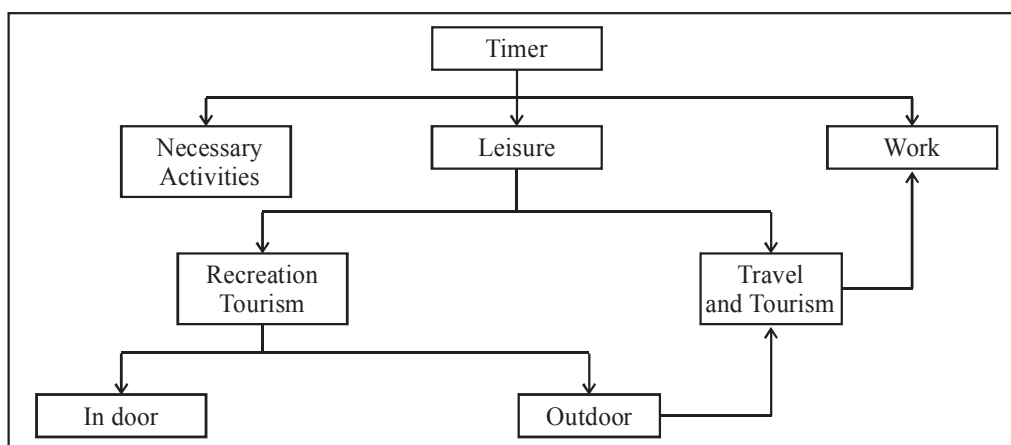 Timer
Necessary
Activities
Leisure
Work
Recreation
Tourism
Travel
and Tourism
In door
Outdoor